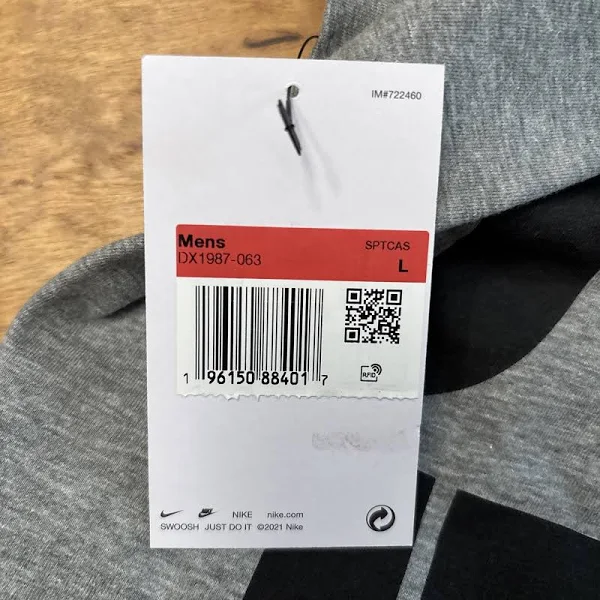 IM#722460
Mens
SPTCAS
DX1987-063
L
RFID
1 96150 88401 7
NIKE nike.com
SWOOSH JUST DO IT ©2021 Nike